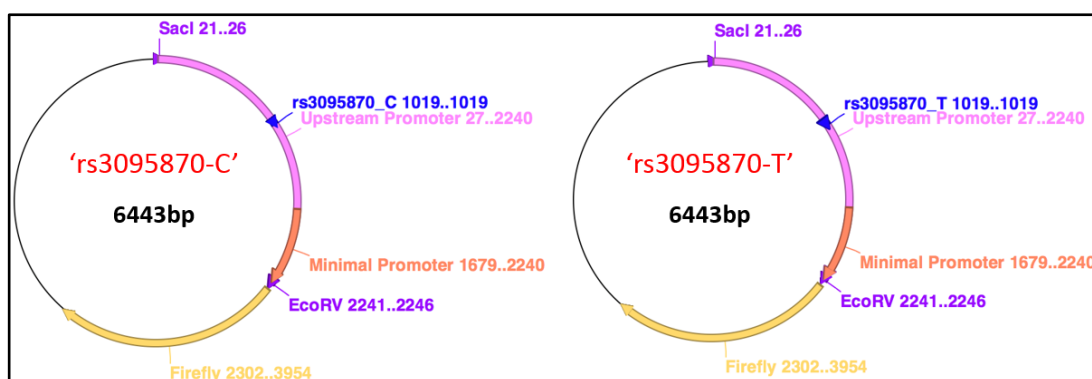 SacI 21..26
rs3095870_C 1019..1019
Upstream Promoter 27..2240
'rs3095870-C'
6443bp
Minimal Promoter 1679..2240
EcoRV 2241..2246
Firefly 2302..3954
SacI 21..26
rs3095870_T 1019..1019
Upstream Promoter 27..2240
'rs3095870-T'
6443bp
Minimal Promoter 1679..2240
EcoRV 2241..2246
Firefly 2302..3954